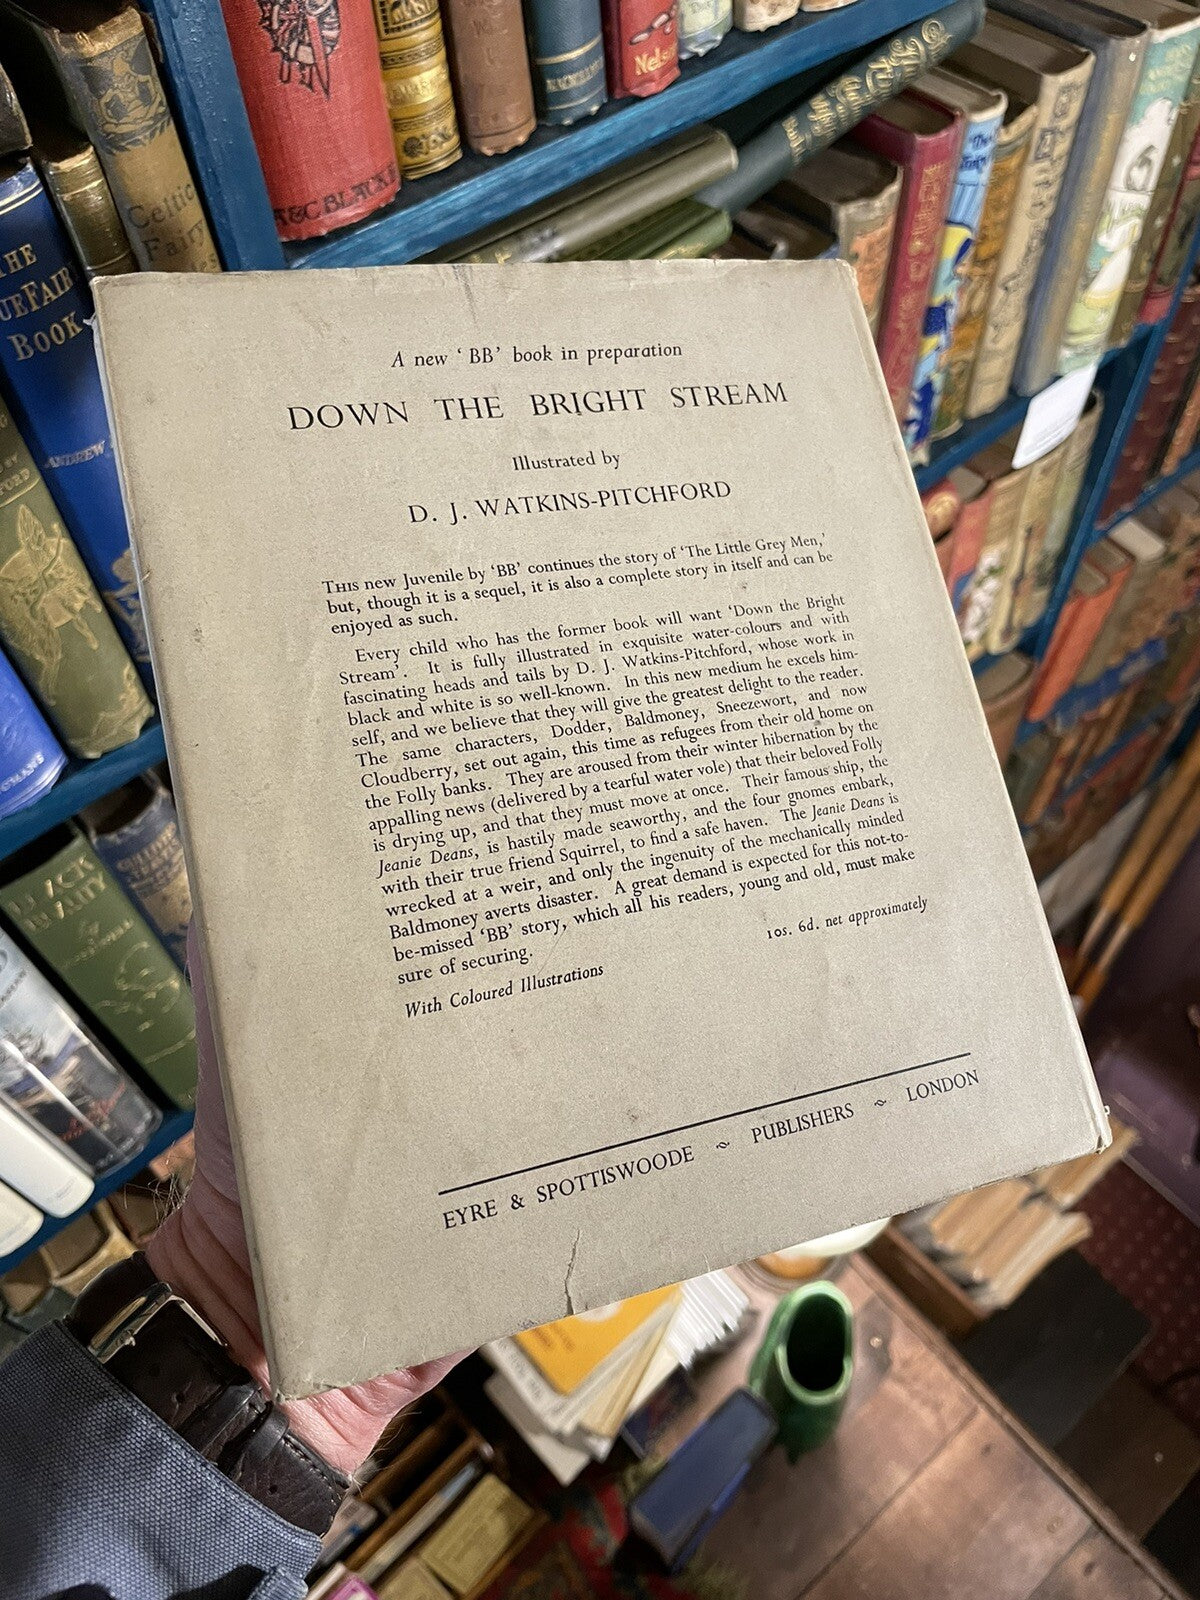 A&C BLACK
Nelson
Celtic
Fairy
THE
BLUE FAIRY
BOOK
ANDREW
A new ‘BB’ book in preparation
DOWN THE BRIGHT STREAM
Illustrated by
D. J. WATKINS-PITCHFORD
THIS new Juvenile by ‘BB’ continues the story of ‘The Little Grey Men,’
but, though it is a sequel, it is also a complete story in itself and can be
enjoyed as such.
Every child who has the former book will want ‘Down the Bright
Stream’. It is fully illustrated in exquisite water-colours and with
fascinating heads and tails by D. J. Watkins-Pitchford, whose work in
black and white is so well-known. In this new medium he excels him-
self, and we believe that they will give the greatest delight to the reader.
The same characters, Dodder, Baldmoney, Sneezewort, and now
Cloudberry, set out again, this time as refugees from their old home on
the Folly banks. They are aroused from their winter hibernation by the
appalling news (delivered by a tearful water vole) that their beloved Folly
is drying up, and that they must move at once. Their famous ship, the
Jeanie Deans, is hastily made seaworthy, and the four gnomes embark,
with their true friend Squirrel, to find a safe haven. The Jeanie Deans is
wrecked at a weir, and only the ingenuity of the mechanically minded
Baldmoney averts disaster. A great demand is expected for this not-to-
be-missed ‘BB’ story, which all his readers, young and old, must make
sure of securing.
10s. 6d. net approximately
With Coloured Illustrations
EYRE & SPOTTISWOODE ~ PUBLISHERS ~ LONDON